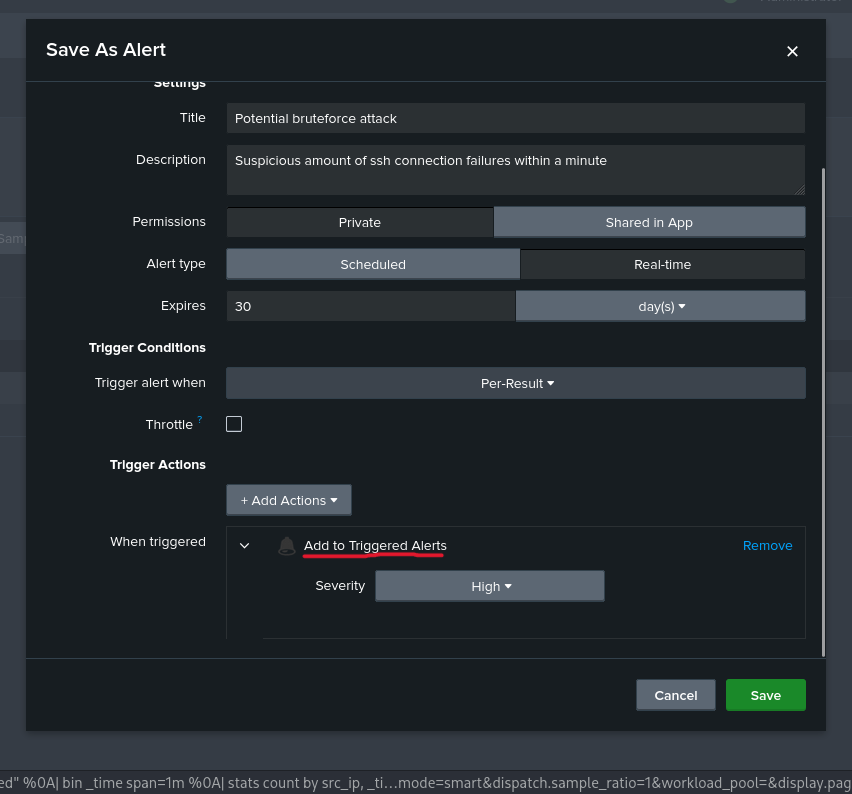 Save As Alert
Settings
Title Potential bruteforce attack
Description Suspicious amount of ssh connection failures within a minute
Permissions Private Shared in App
Alert type Scheduled Real-time
Expires 30 day(s)
Trigger Conditions
Trigger alert when Per-Result
Throttle ?
Trigger Actions
+ Add Actions
When triggered Add to Triggered Alerts Remove
Severity High
Cancel Save
ed" %0A| bin _time span=1m %0A| stats count by src_ip, _ti…mode=smart&dispatch.sample_ratio=1&workload_pool=&display.pag